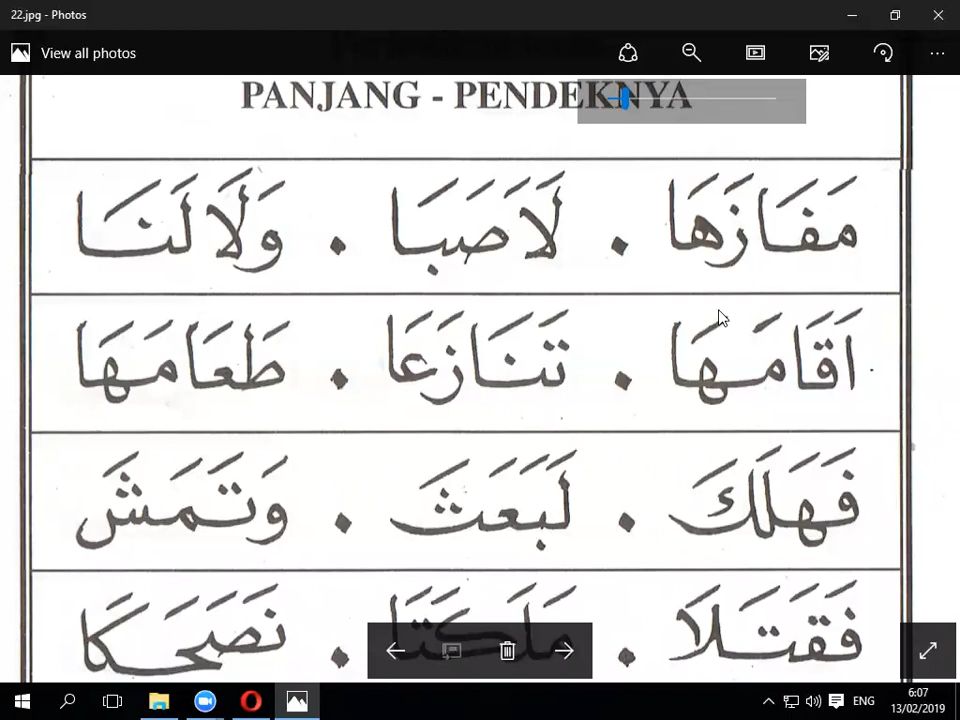 22.jpg - Photos
View all photos
PANJANG - PENDEKNYA
مَفَازَهَا . لَاَصَبَا . وَلَالَنَا
اَقَامَهَا . تَنَازَعَا . طَعَامَهَا
فَهَلَكَ . لَبَعَثَ . وَتَمَشَ
فَقَتَلَا . مَلَكَتَا . نَصَحَكَا
ENG
6:07
13/02/2019